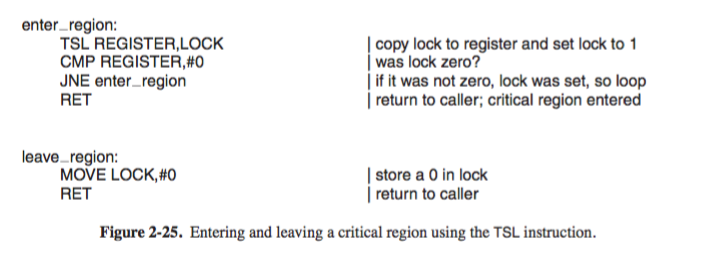 enter_region:
TSL REGISTER,LOCK | copy lock to register and set lock to 1
CMP REGISTER,#0 | was lock zero?
JNE enter_region | if it was not zero, lock was set, so loop
RET | return to caller; critical region entered
leave_region:
MOVE LOCK,#0 | store a 0 in lock
RET | return to caller
Figure 2-25. Entering and leaving a critical region using the TSL instruction.